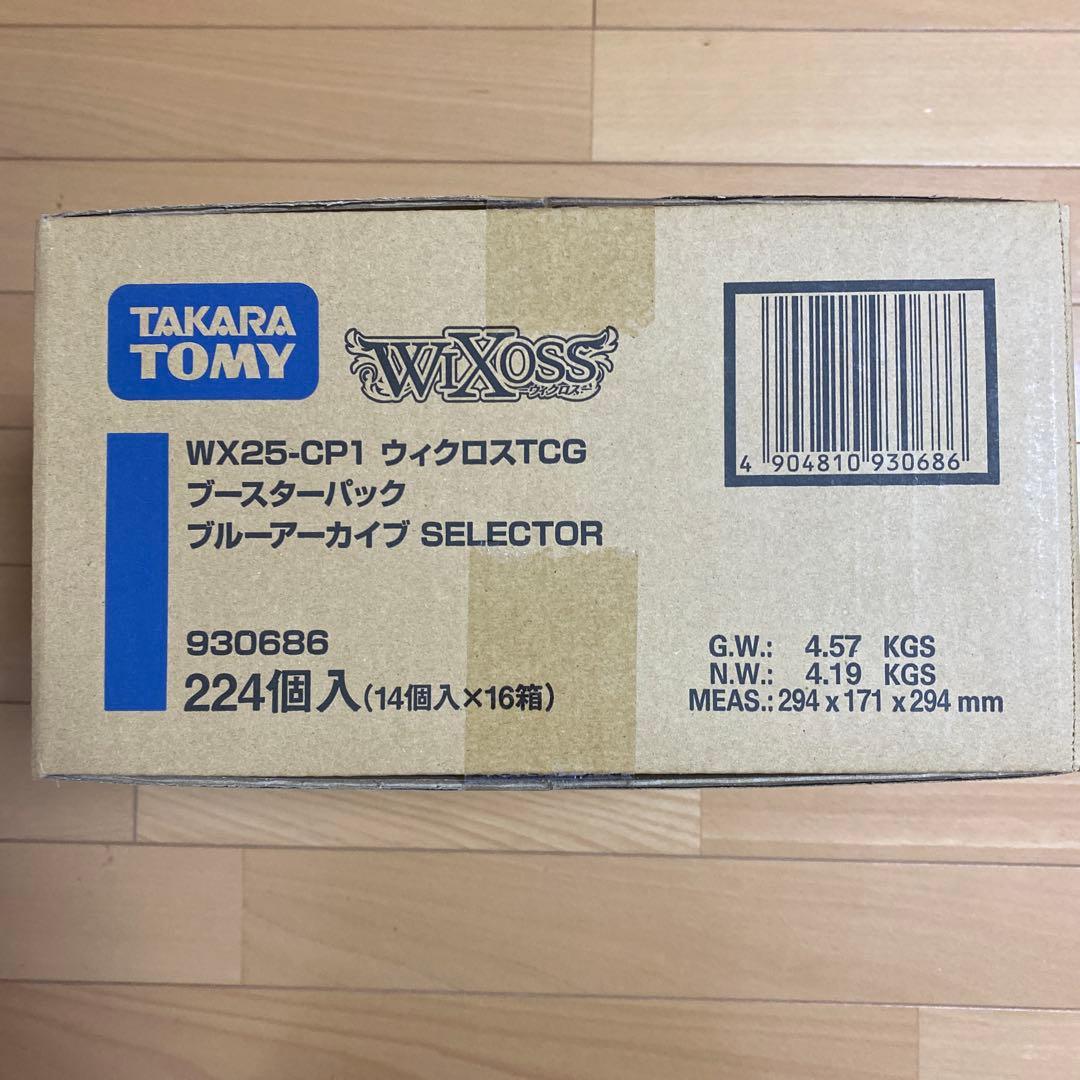 TAKARA
TOMY
WIXOSS
ーウィクロスー
WX25-CP1 ウィクロスTCG
ブースターパック
ブルーアーカイブ SELECTOR
930686
224個入(14個入×16箱)
4 904810 930686
G.W.: 4.57 KGS
N.W.: 4.19 KGS
MEAS.: 294 x 171 x 294 mm